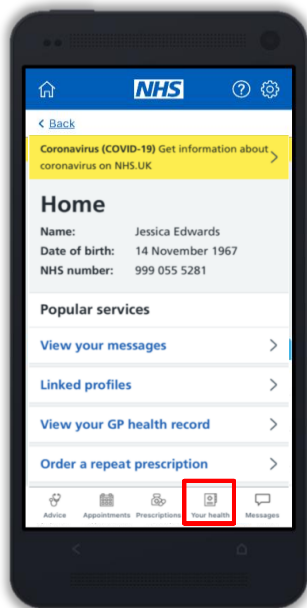 NHS
< Back
Coronavirus (COVID-19) Get information about
coronavirus on NHS.UK
Home
Name: Jessica Edwards
Date of birth: 14 November 1967
NHS number: 999 055 5281
Popular services
View your messages
Linked profiles
View your GP health record
Order a repeat prescription
Advice Appointments Prescriptions Your health Messages